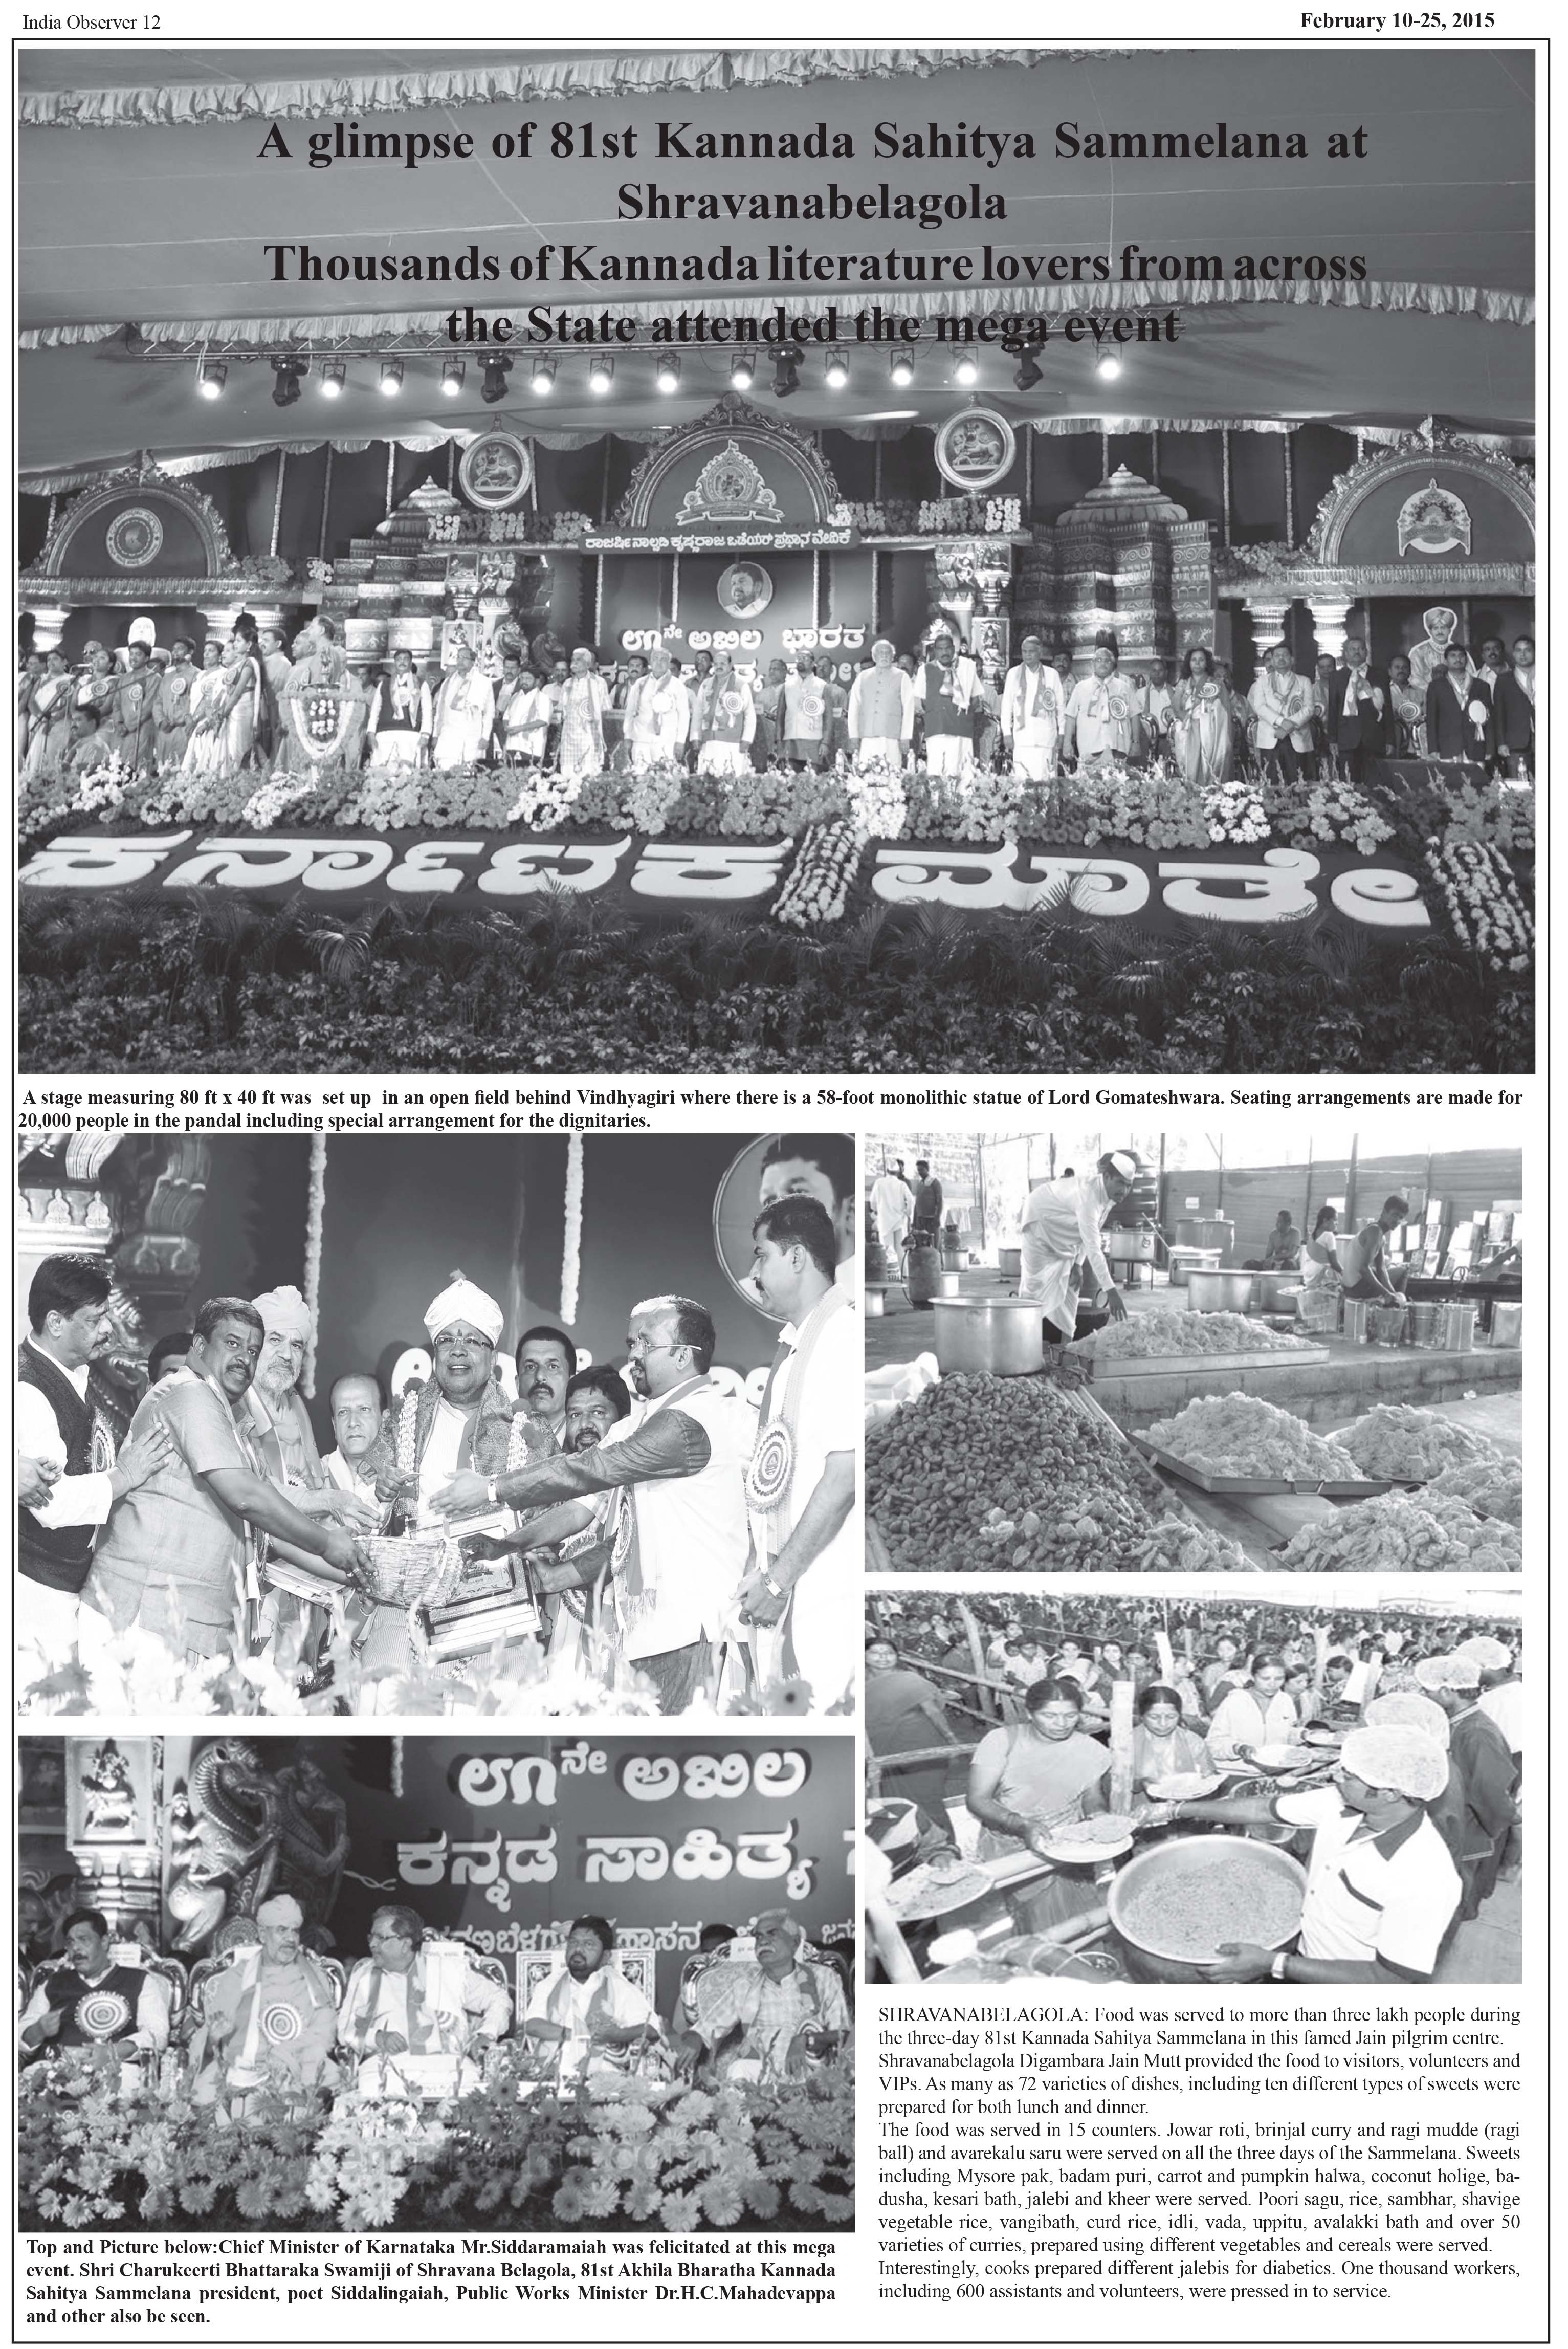 India Observer 12
February 10-25, 2015
A glimpse of 81st Kannada Sahitya Sammelana at
Shravanabelagola
Thousands of Kannada literature lovers from across
the State attended the mega event
ರಾಜರ್ಷಿ ನಾಲ್ವಡಿ ಕೃಷ್ಣರಾಜ ಒಡೆಯರ್ ಪ್ರಧಾನ ವೇದಿಕೆ
೮೧ನೇ ಅಖಿಲ ಭಾರತ
ಕರ್ನಾಟಕ ಮಾತೇ
A stage measuring 80 ft x 40 ft was set up in an open field behind Vindhyagiri where there is a 58-foot monolithic statue of Lord Gomateshwara. Seating arrangements are made for
20,000 people in the pandal including special arrangement for the dignitaries.
೮೧ನೇ ಅಖಿಲ
ಕನ್ನಡ ಸಾಹಿತ್ಯ
Top and Picture below:Chief Minister of Karnataka Mr.Siddaramaiah was felicitated at this mega
event. Shri Charukeerti Bhattaraka Swamiji of Shravana Belagola, 81st Akhila Bharatha Kannada
Sahitya Sammelana president, poet Siddalingaiah, Public Works Minister Dr.H.C.Mahadevappa
and other also be seen.
SHRAVANABELAGOLA: Food was served to more than three lakh people during
the three-day 81st Kannada Sahitya Sammelana in this famed Jain pilgrim centre.
Shravanabelagola Digambara Jain Mutt provided the food to visitors, volunteers and
VIPs. As many as 72 varieties of dishes, including ten different types of sweets were
prepared for both lunch and dinner.
The food was served in 15 counters. Jowar roti, brinjal curry and ragi mudde (ragi
ball) and avarekalu saru were served on all the three days of the Sammelana. Sweets
including Mysore pak, badam puri, carrot and pumpkin halwa, coconut holige, ba-
dusha, kesari bath, jalebi and kheer were served. Poori sagu, rice, sambhar, shavige
vegetable rice, vangibath, curd rice, idli, vada, uppitu, avalakki bath and over 50
varieties of curries, prepared using different vegetables and cereals were served.
Interestingly, cooks prepared different jalebis for diabetics. One thousand workers,
including 600 assistants and volunteers, were pressed in to service.